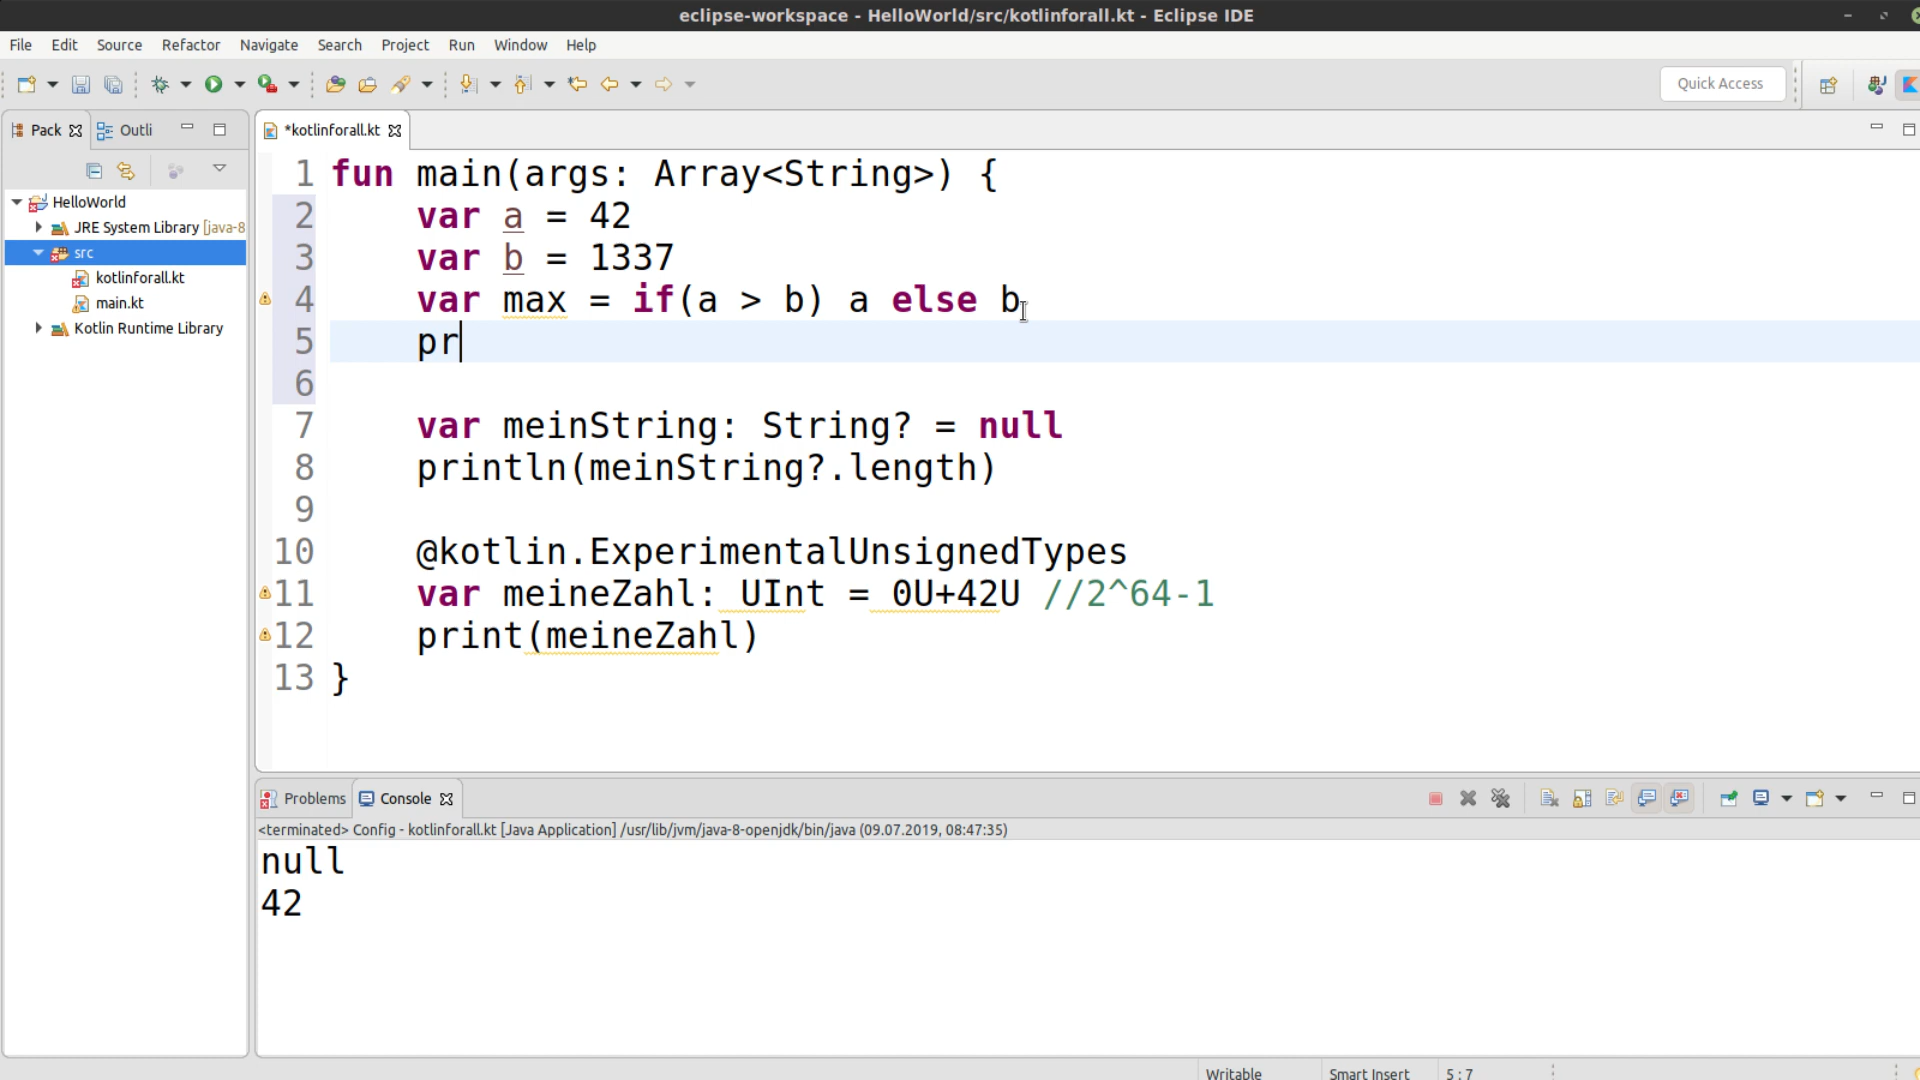 eclipse-workspace - HelloWorld/src/kotlinforall.kt - Eclipse IDE
File Edit Source Refactor Navigate Search Project Run Window Help
Quick Access
Pack Outli
*kotlinforall.kt
HelloWorld
JRE System Library [java-8
src
kotlinforall.kt
main.kt
Kotlin Runtime Library
1 fun main(args: Array<String>) {
2 var a = 42
3 var b = 1337
4 var max = if(a > b) a else b
5 pr
6
7 var meinString: String? = null
8 println(meinString?.length)
9
10 @kotlin.ExperimentalUnsignedTypes
11 var meineZahl: UInt = 0U+42U //2^64-1
12 print(meineZahl)
13 }
Problems Console
<terminated> Config - kotlinforall.kt [Java Application] /usr/lib/jvm/java-8-openjdk/bin/java (09.07.2019, 08:47:35)
null
42
Writable Smart Insert 5 : 7